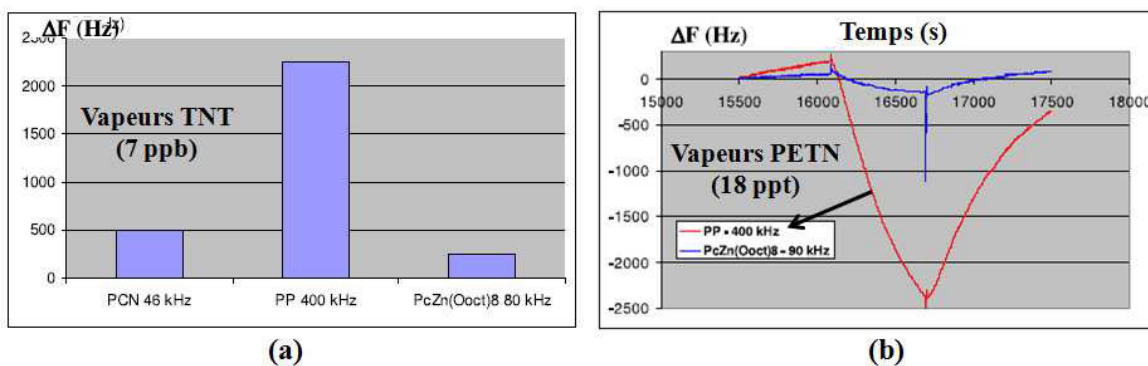 ΔF (Hz)
2500
2000
1500
1000
500
0
Vapeurs TNT
(7 ppb)
PCN 46 kHz
PP 400 kHz
PcZn(Ooct)8 80 kHz
(a)
ΔF (Hz)
Temps (s)
0
-500
-1000
-1500
-2000
-2500
15000
15500
16000
16500
17000
17500
18000
Vapeurs PETN
(18 ppt)
PP - 400 kHz
PcZn(Ooct)8 - 90 kHz
(b)